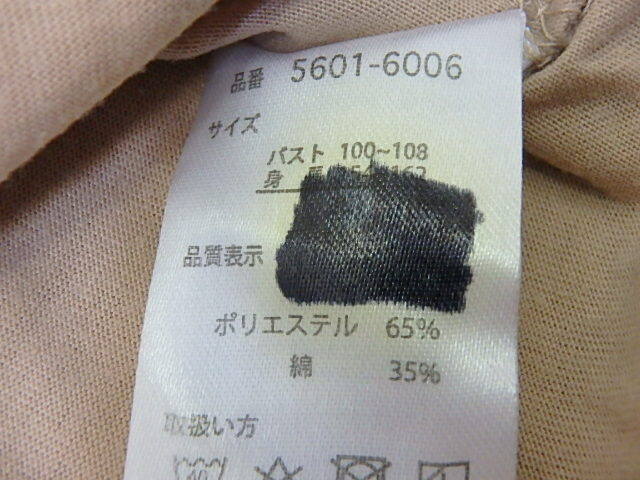 品番 5601-6006
サイズ
バスト 100~108
身
品質表示
ポリエステル 65%
綿 35%
取扱い方